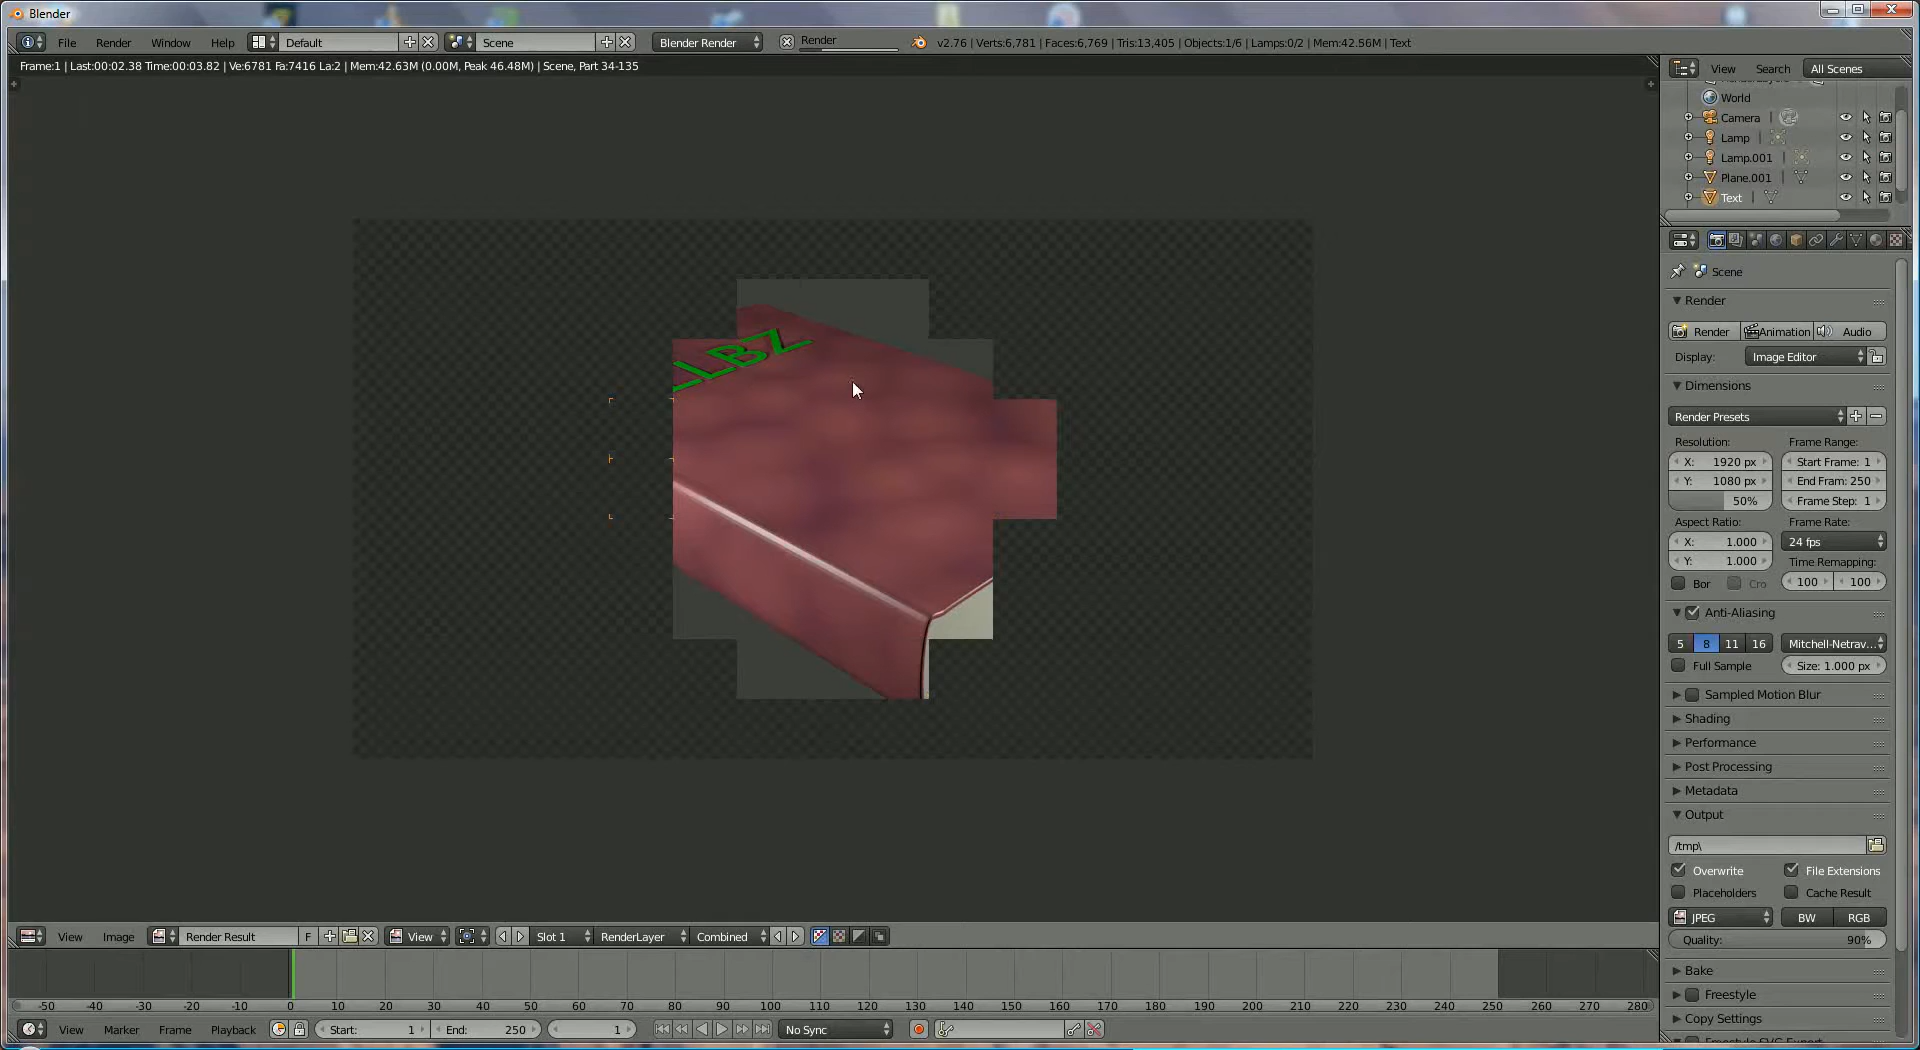 Blender
File Render Window Help Default Scene Blender Render Render v2.76 | Verts:6,781 | Faces:6,769 | Tris:13,405 | Objects:1/6 | Lamps:0/2 | Mem:42.56M | Text
Frame:1 | Last:00:02.38 Time:00:03.82 | Ve:6781 Fa:7416 La:2 | Mem:42.63M (0.00M, Peak 46.48M) | Scene, Part 34-135
View Search All Scenes
World
Camera
Lamp
Lamp.001
Plane.001
Text
Scene
Render
Render Animation Audio
Display: Image Editor
Dimensions
Render Presets
Resolution: Frame Range:
X: 1920 px Start Frame: 1
Y: 1080 px End Fram: 250
50% Frame Step: 1
Aspect Ratio: Frame Rate:
X: 1.000 24 fps
Y: 1.000 Time Remapping:
Bor Cro 100 100
Anti-Aliasing
5 8 11 16 Mitchell-Netrav...
Full Sample Size: 1.000 px
Sampled Motion Blur
Shading
Performance
Post Processing
Metadata
Output
/tmp\
Overwrite File Extensions
Placeholders Cache Result
JPEG BW RGB
Quality: 90%
Bake
Freestyle
Copy Settings
Freestyle SVG Export
LBZ
View Image Render Result F View Slot 1 RenderLayer Combined
-50 -40 -30 -20 -10 0 10 20 30 40 50 60 70 80 90 100 110 120 130 140 150 160 170 180 190 200 210 220 230 240 250 260 270 280
View Marker Frame Playback Start: 1 End: 250 1 No Sync